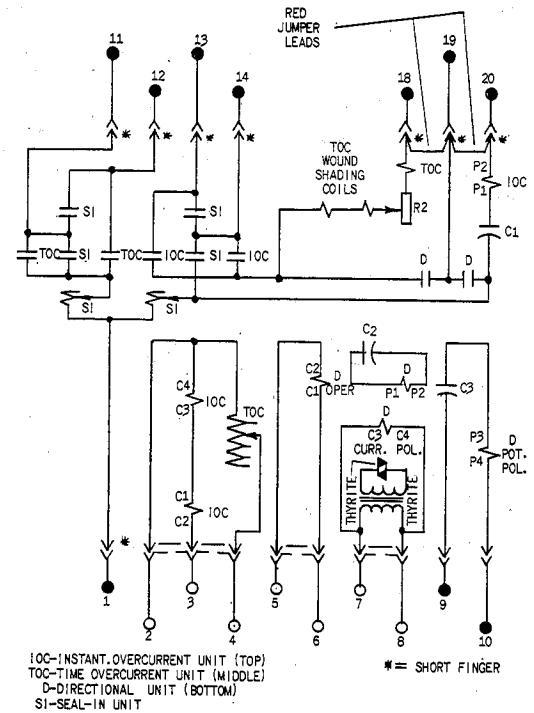 RED
JUMPER
LEADS
11
12
13
14
18
19
20
*
*
*
*
*
*
*
TOC
WOUND
SHADING
COILS
TOC
R2
P2
P1
IOC
C1
SI
SI
TOC
SI
TOC
IOC
SI
IOC
D
D
SI
SI
C4
C3
IOC
TOC
C1
C2
IOC
C2
C1
D
OPER
C2
D
P1
P2
D
C3
C4
CURR.
POL.
THYRITE
THYRITE
C3
P3
P4
D
POT.
POL.
*
1
2
3
4
5
6
7
8
9
10
IOC-INSTANT.OVERCURRENT UNIT (TOP)
TOC-TIME OVERCURRENT UNIT (MIDDLE)
D-DIRECTIONAL UNIT (BOTTOM)
SI-SEAL-IN UNIT
*= SHORT FINGER